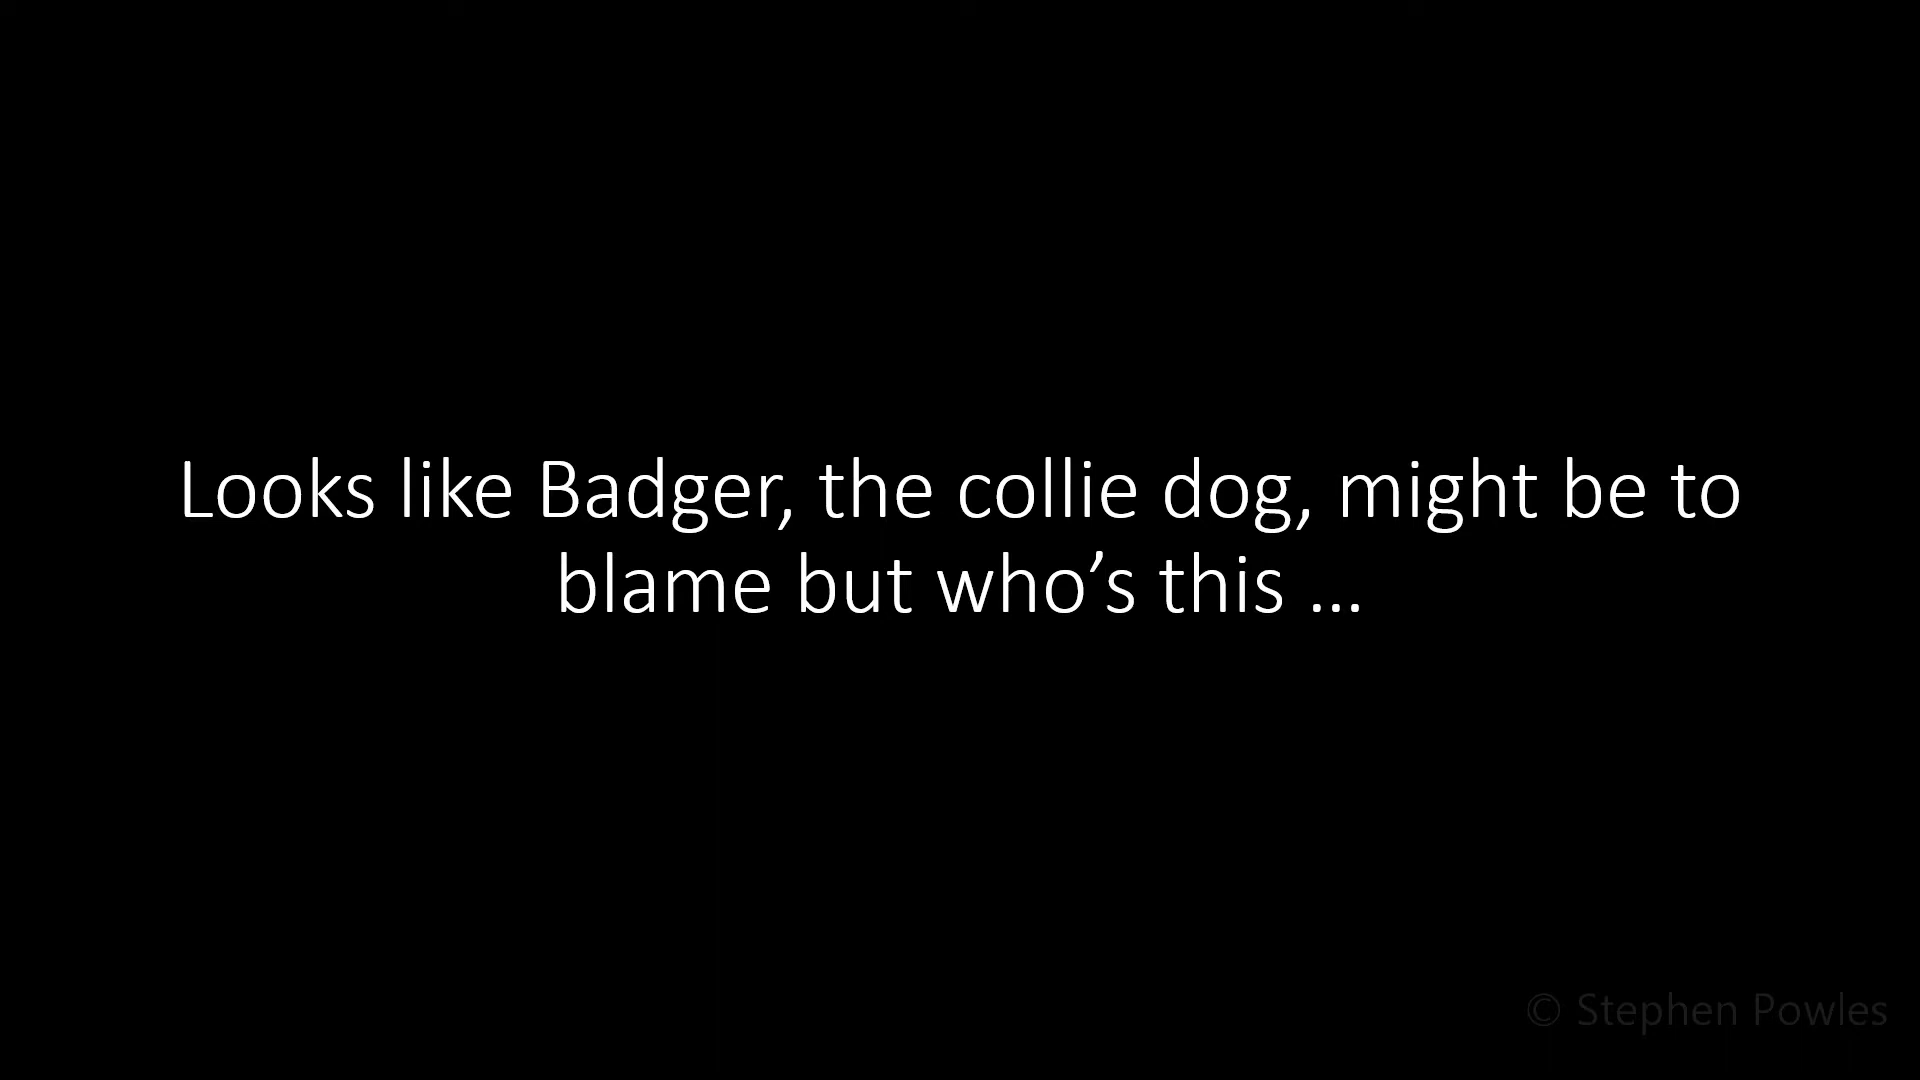 Looks like Badger, the collie dog, might be to
blame but who’s this ...
© Stephen Powles